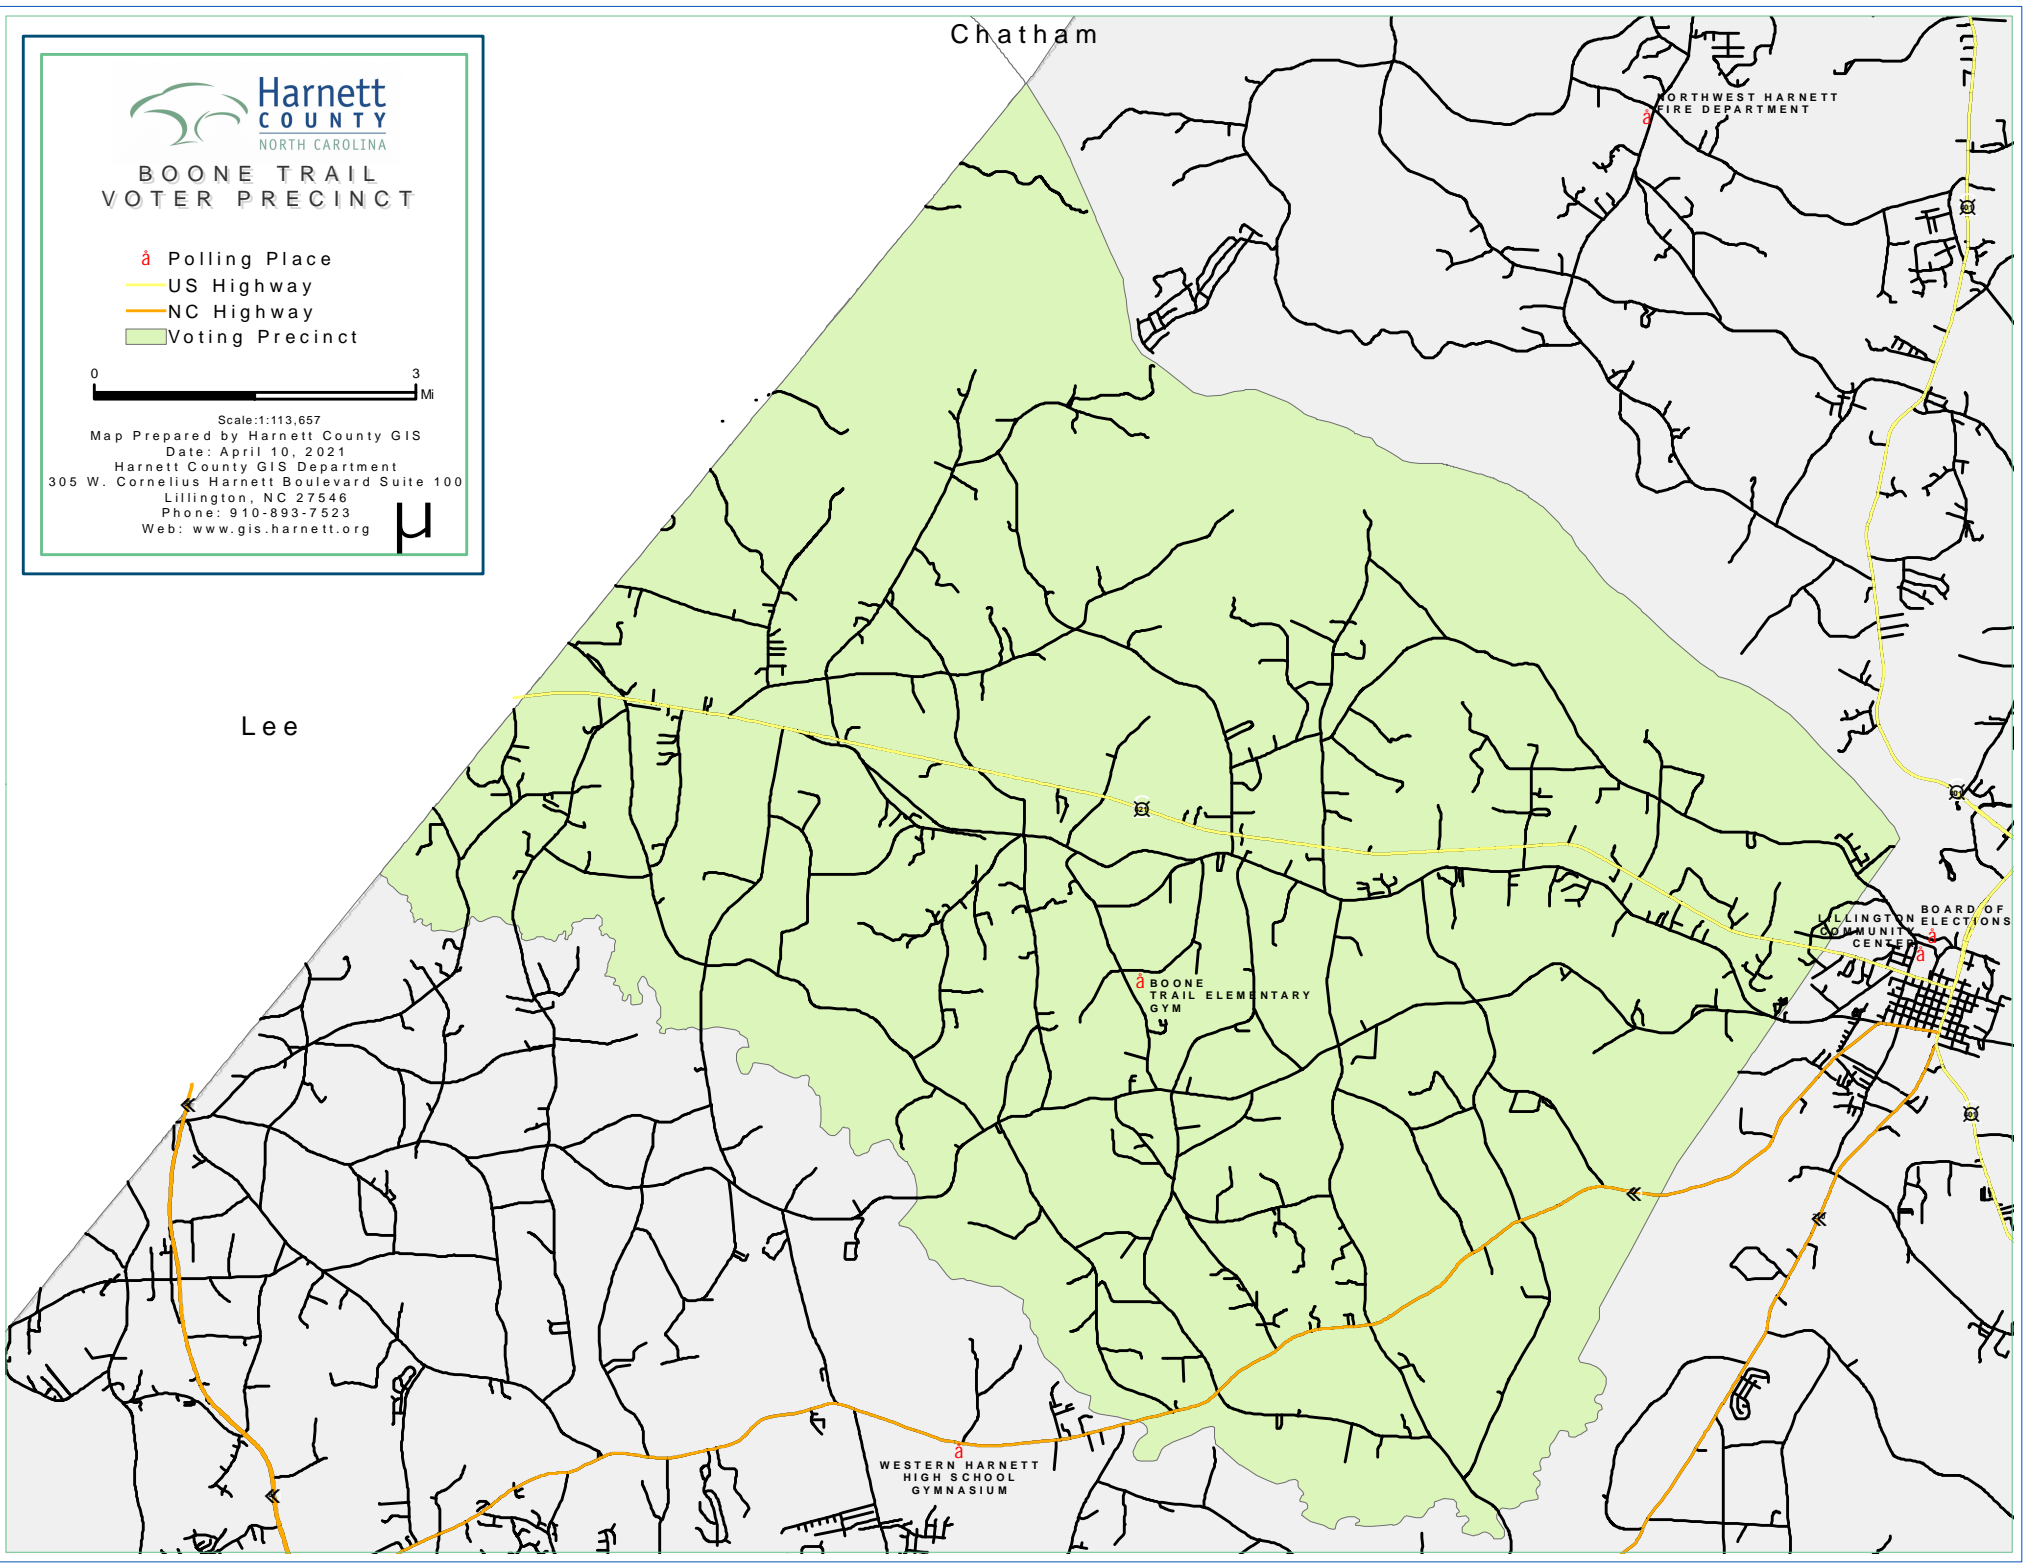 Chatham
Harnett
COUNTY
NORTH CAROLINA
BOONE TRAIL
VOTER PRECINCT
å Polling Place
US Highway
NC Highway
Voting Precinct
0 3
Mi
Scale:1:113,657
Map Prepared by Harnett County GIS
Date: April 10, 2021
Harnett County GIS Department
305 W. Cornelius Harnett Boulevard Suite 100
Lillington, NC 27546
Phone: 910-893-7523
Web: www.gis.harnett.org
µ
NORTHWEST HARNETT
FIRE DEPARTMENT
å
401
Lee
401
421
BOARD OF
ELECTIONS
å
LILLINGTON
COMMUNITY
CENTER
å
å
BOONE
TRAIL ELEMENTARY
GYM
401
å
WESTERN HARNETT
HIGH SCHOOL
GYMNASIUM